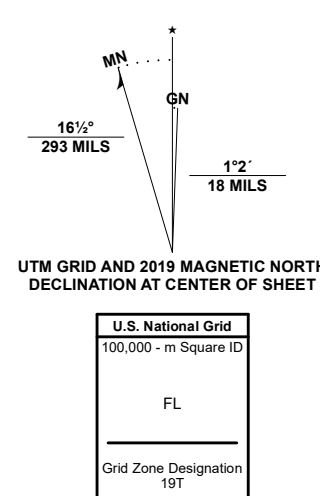 ★
MN
GN
16½°
293 MILS
1°2´
18 MILS
UTM GRID AND 2019 MAGNETIC NORTH
DECLINATION AT CENTER OF SHEET
U.S. National Grid
100,000 - m Square ID
FL
Grid Zone Designation
19T